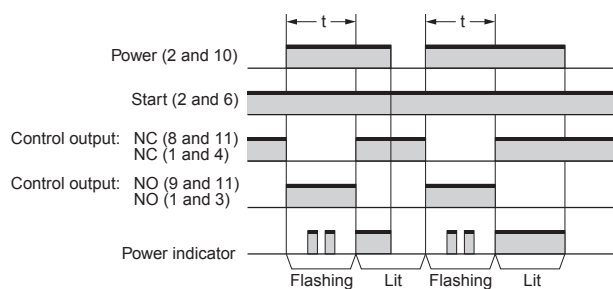 t t
Power (2 and 10)
Start (2 and 6)
Control output: NC (8 and 11)
NC (1 and 4)
Control output: NO (9 and 11)
NO (1 and 3)
Power indicator
Flashing Lit Flashing Lit